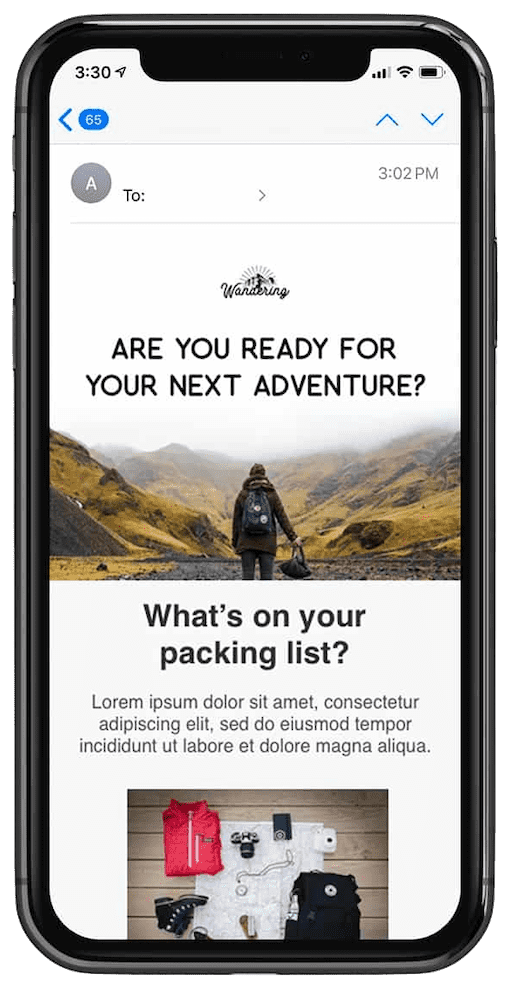 3:30
65
A
3:02 PM
To:
Wandering
ARE YOU READY FOR
YOUR NEXT ADVENTURE?
What’s on your
packing list?
Lorem ipsum dolor sit amet, consectetur
adipiscing elit, sed do eiusmod tempor
incididunt ut labore et dolore magna aliqua.